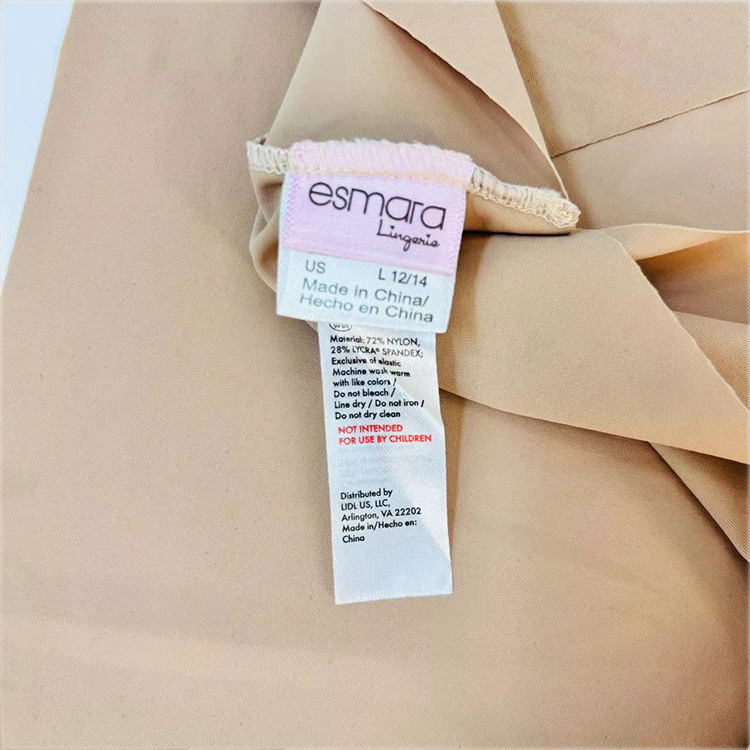 esmara
Lingerie
US L 12/14
Made in China/
Hecho en China
Material: 72% NYLON,
28% LYCRA® SPANDEX;
Exclusive of elastic
Machine wash warm
with like colors /
Do not bleach /
Line dry / Do not iron /
Do not dry clean
NOT INTENDED
FOR USE BY CHILDREN
Distributed by
LIDL US, LLC,
Arlington, VA 22202
Made in/Hecho en:
China